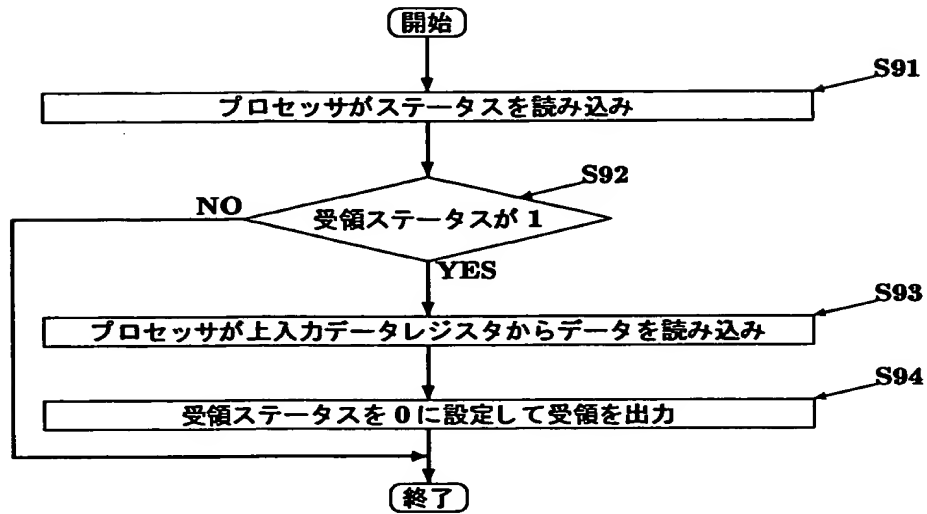 開始
S91
プロセッサがステータスを読み込み
S92
NO
受領ステータスが 1
YES
S93
プロセッサが上入力データレジスタからデータを読み込み
S94
受領ステータスを 0 に設定して受領を出力
終了